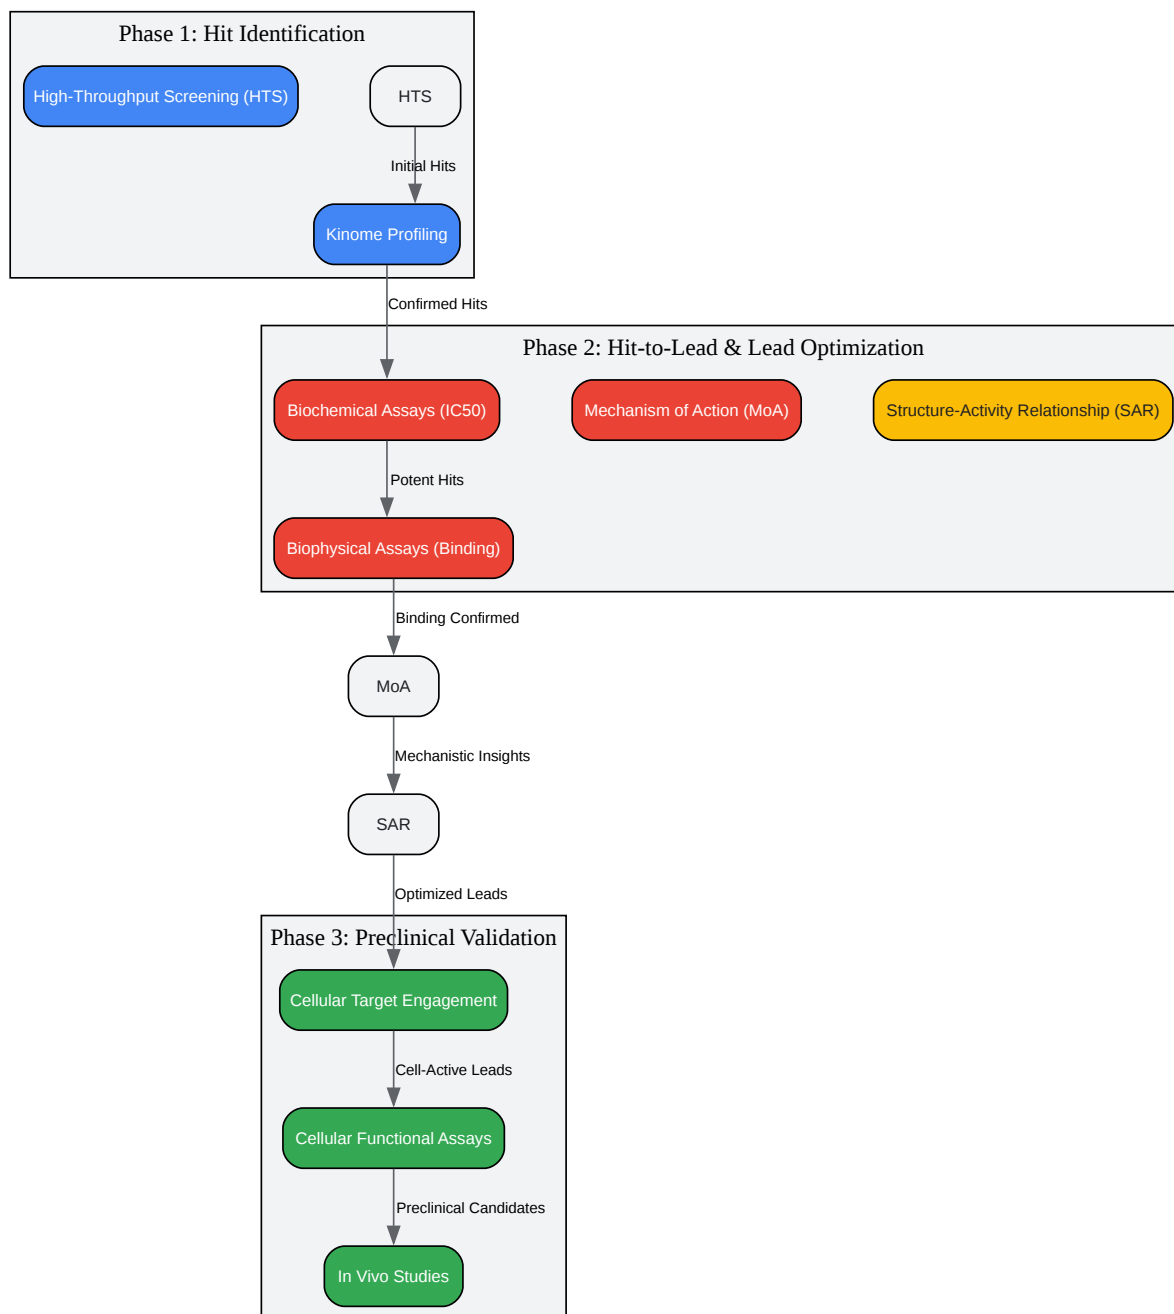 Phase 1: Hit Identification
High-Throughput Screening (HTS)
HTS
Initial Hits
Kinome Profiling
Confirmed Hits
Phase 2: Hit-to-Lead & Lead Optimization
Biochemical Assays (IC50)
Mechanism of Action (MoA)
Structure-Activity Relationship (SAR)
Potent Hits
Biophysical Assays (Binding)
Binding Confirmed
MoA
Mechanistic Insights
SAR
Optimized Leads
Phase 3: Preclinical Validation
Cellular Target Engagement
Cell-Active Leads
Cellular Functional Assays
Preclinical Candidates
In Vivo Studies